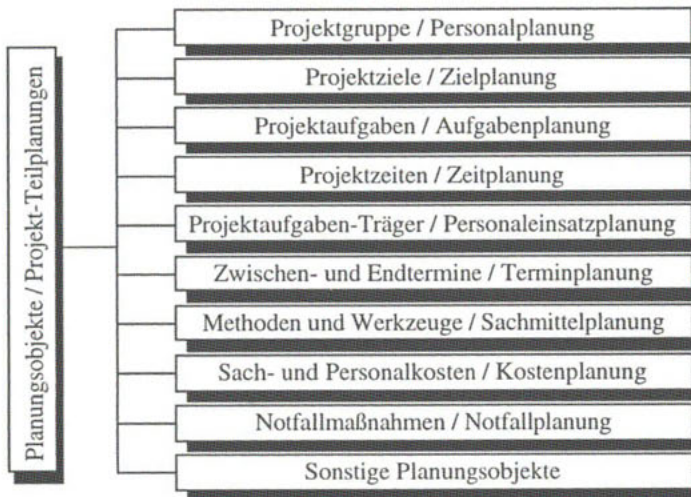 Planungsobjekte / Projekt-Teilplanungen
Projektgruppe / Personalplanung
Projektziele / Zielplanung
Projektaufgaben / Aufgabenplanung
Projektzeiten / Zeitplanung
Projektaufgaben-Träger / Personaleinsatzplanung
Zwischen- und Endtermine / Terminplanung
Methoden und Werkzeuge / Sachmittelplanung
Sach- und Personalkosten / Kostenplanung
Notfallmaßnahmen / Notfallplanung
Sonstige Planungsobjekte